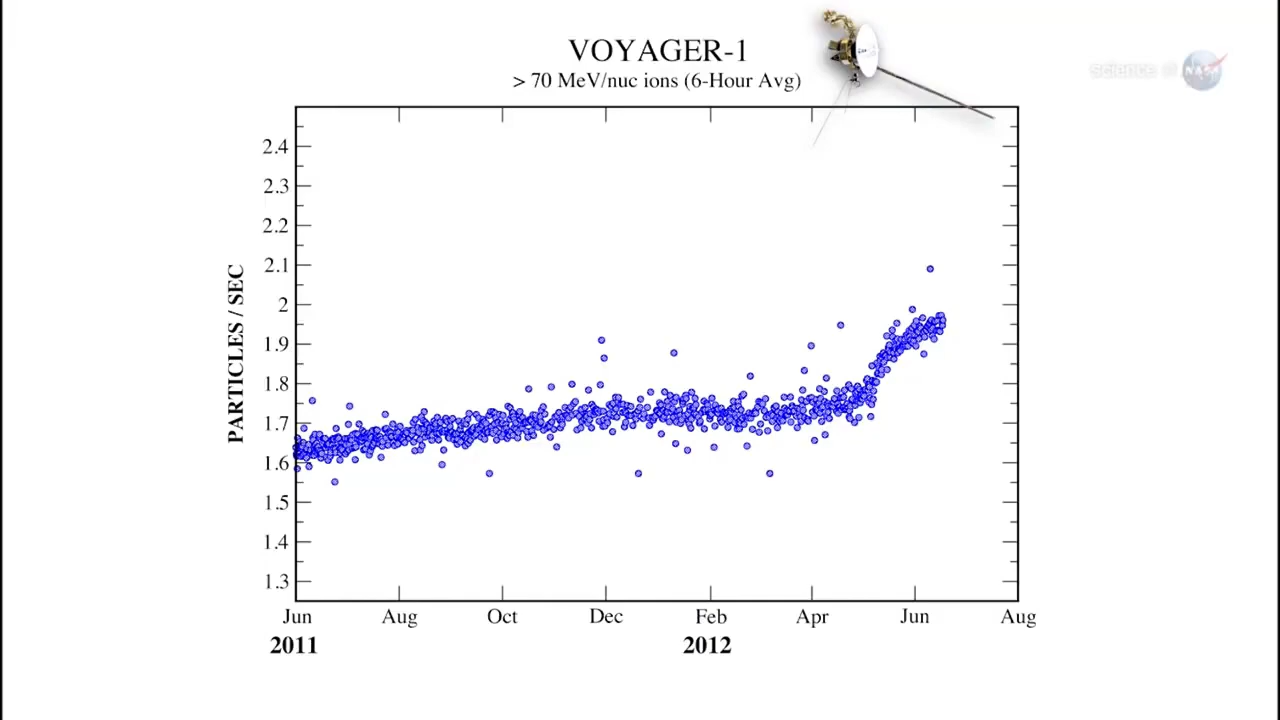 VOYAGER-1
> 70 MeV/nuc ions (6-Hour Avg)
science @ NASA
PARTICLES / SEC
2.4
2.3
2.2
2.1
2
1.9
1.8
1.7
1.6
1.5
1.4
1.3
Jun Aug Oct Dec Feb Apr Jun Aug
2011 2012